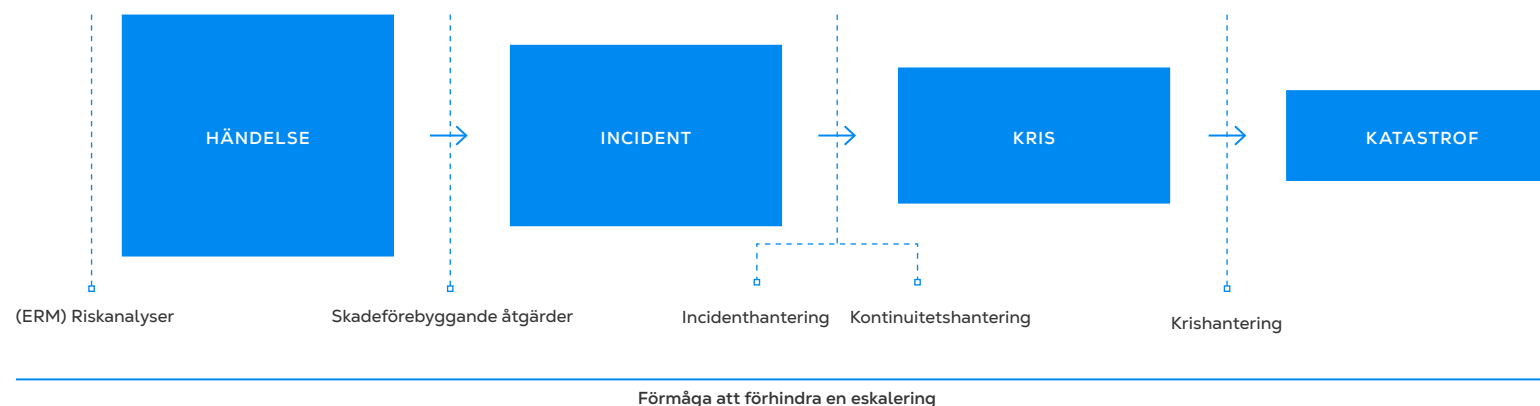 HÄNDELSE
INCIDENT
KRIS
KATASTROF
(ERM) Riskanalyser
Skadeförebyggande åtgärder
Incidenthantering
Kontinuitetshantering
Krishantering
Förmåga att förhindra en eskalering